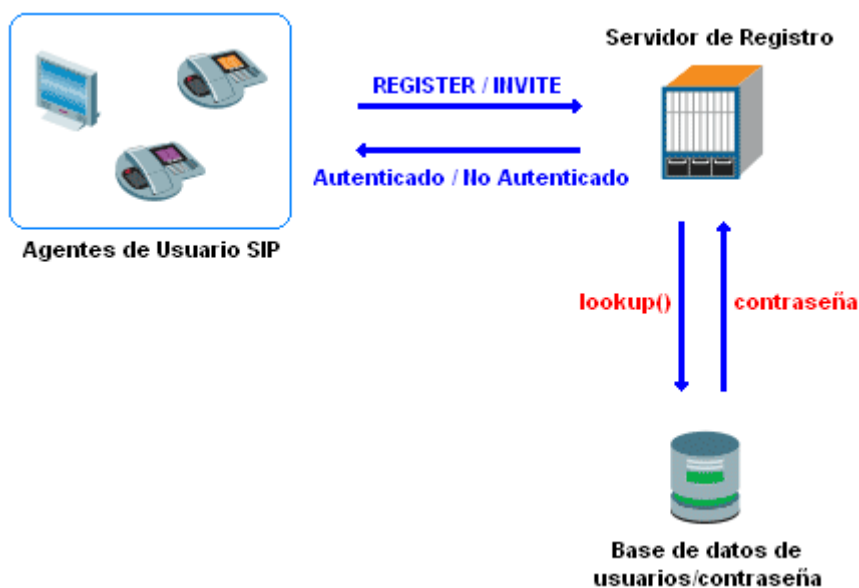 Servidor de Registro
REGISTER / INVITE
Autenticado / No Autenticado
Agentes de Usuario SIP
lookup()
contraseña
Base de datos de
usuarios/contraseña